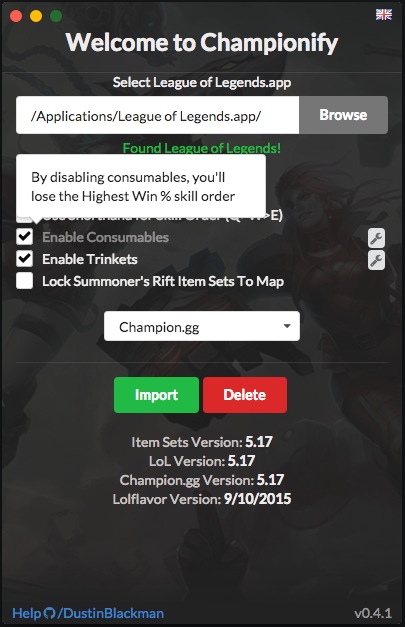 Welcome to Championify
Select League of Legends.app
/Applications/League of Legends.app/ Browse
Found League of Legends!
By disabling consumables, you'll
lose the Highest Win % skill order
Enable Consumables
Enable Trinkets
Lock Summoner's Rift Item Sets To Map
Champion.gg
Import Delete
Item Sets Version: 5.17
LoL Version: 5.17
Champion.gg Version: 5.17
Lolflavor Version: 9/10/2015
Help /DustinBlackman v0.4.1